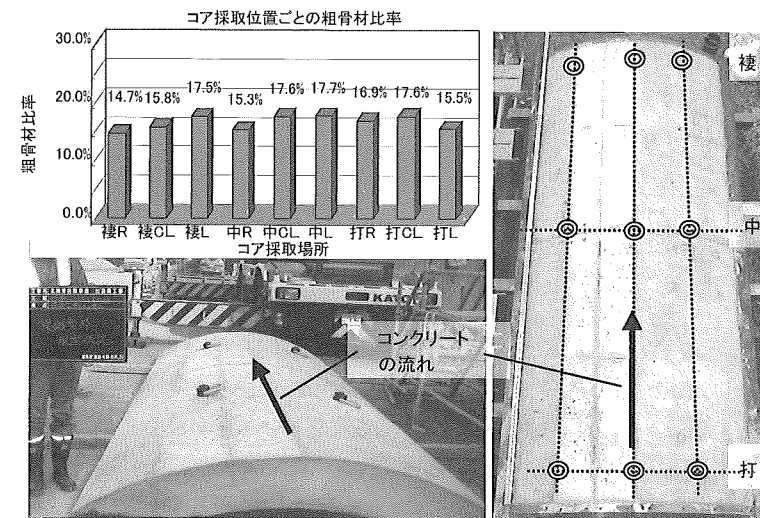 コア採取位置ごとの粗骨材比率
粗骨材比率
30.0%
20.0%
10.0%
0.0%
14.7%
15.8%
17.5%
15.3%
17.6%
17.7%
16.9%
17.6%
15.5%
褄R
褄CL
褄L
中R
中CL
中L
打R
打CL
打L
コア採取場所
KATO
コンクリート
の流れ
褄
中
打